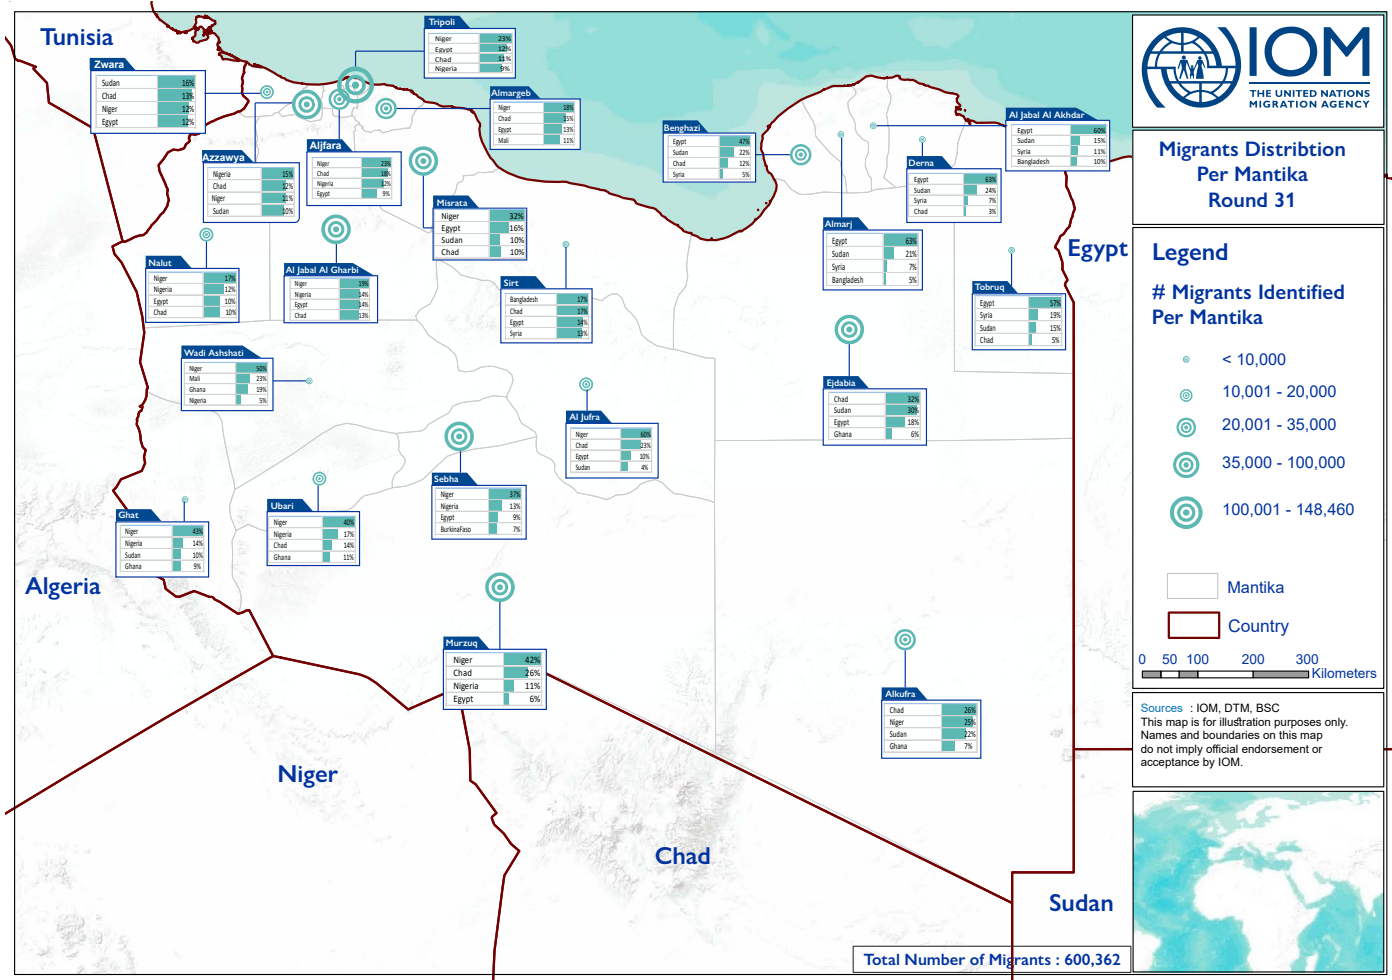 Tunisia
Tripoli
Niger 23%
Egypt 12%
Chad 11%
Nigeria 9%
Zwara
Sudan 16%
Chad 13%
Niger 12%
Egypt 12%
Almargeb
Niger 18%
Chad 15%
Egypt 13%
Mali 11%
Azzawya
Nigeria 15%
Chad 12%
Niger 11%
Sudan 10%
Aljfara
Niger 23%
Chad 18%
Nigeria 12%
Egypt 9%
Misrata
Niger 32%
Egypt 16%
Sudan 10%
Chad 10%
Benghazi
Egypt 47%
Sudan 22%
Chad 12%
Syria 5%
Al Jabal Al Akhdar
Egypt 60%
Sudan 15%
Syria 11%
Bangladesh 10%
Derna
Egypt 63%
Sudan 24%
Syria 7%
Chad 3%
Almarj
Egypt 63%
Sudan 21%
Syria 7%
Bangladesh 5%
Egypt
Nalut
Niger 17%
Nigeria 12%
Egypt 10%
Chad 10%
Al Jabal Al Gharbi
Niger 19%
Nigeria 14%
Egypt 14%
Chad 13%
Sirt
Bangladesh 17%
Chad 17%
Egypt 14%
Syria 13%
Tobruq
Egypt 57%
Syria 19%
Sudan 15%
Chad 5%
Wadi Ashshati
Niger 50%
Mali 23%
Ghana 19%
Nigeria 5%
Ejdabia
Chad 32%
Sudan 30%
Egypt 18%
Ghana 6%
Al Jufra
Niger 60%
Chad 23%
Egypt 10%
Sudan 4%
Sebha
Niger 37%
Nigeria 13%
Egypt 9%
BurkinaFaso 7%
Ubari
Niger 40%
Nigeria 17%
Chad 14%
Ghana 11%
Ghat
Niger 43%
Nigeria 14%
Sudan 10%
Ghana 9%
Algeria
Murzuq
Niger 42%
Chad 26%
Nigeria 11%
Egypt 6%
Alkufra
Chad 26%
Niger 25%
Sudan 22%
Ghana 7%
Niger
Chad
Sudan
Total Number of Migrants : 600,362
IOM
THE UNITED NATIONS
MIGRATION AGENCY
Migrants Distribtion
Per Mantika
Round 31
Legend
# Migrants Identified
Per Mantika
< 10,000
10,001 - 20,000
20,001 - 35,000
35,000 - 100,000
100,001 - 148,460
Mantika
Country
0 50 100 200 300
Kilometers
Sources : IOM, DTM, BSC
This map is for illustration purposes only.
Names and boundaries on this map
do not imply official endorsement or
acceptance by IOM.